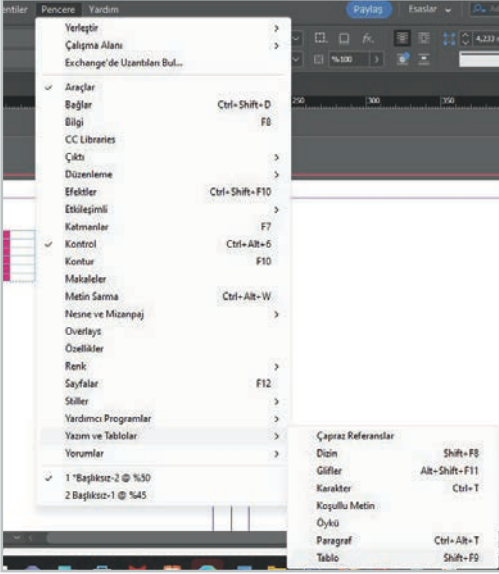 entiler Pencere Yardım Paylaş Esaslar
Yerleştir
Çalışma Alanı
Exchange'de Uzantıları Bul...
Araçlar
Bağlar Ctrl+Shift+D
Bilgi F8
CC Libraries
Çıktı
Düzenleme
Efektler Ctrl+Shift+F10
Etkileşimli
Katmanlar F7
Kontrol Ctrl+Alt+6
Kontur F10
Makaleler
Metin Sarma Ctrl+Alt+W
Nesne ve Mizanpaj
Overlays
Özellikler
Renk
Sayfalar F12
Stiller
Yardımcı Programlar
Yazım ve Tablolar
Yorumlar
1 *Başlıksız-2 @ %50
2 Başlıksız-1 @ %45
Çapraz Referanslar
Dizin Shift+F8
Glifler Alt+Shift+F11
Karakter Ctrl+T
Koşullu Metin
Öykü
Paragraf Ctrl+Alt+T
Tablo Shift+F9
fx. 4,233
%100
250 300 350